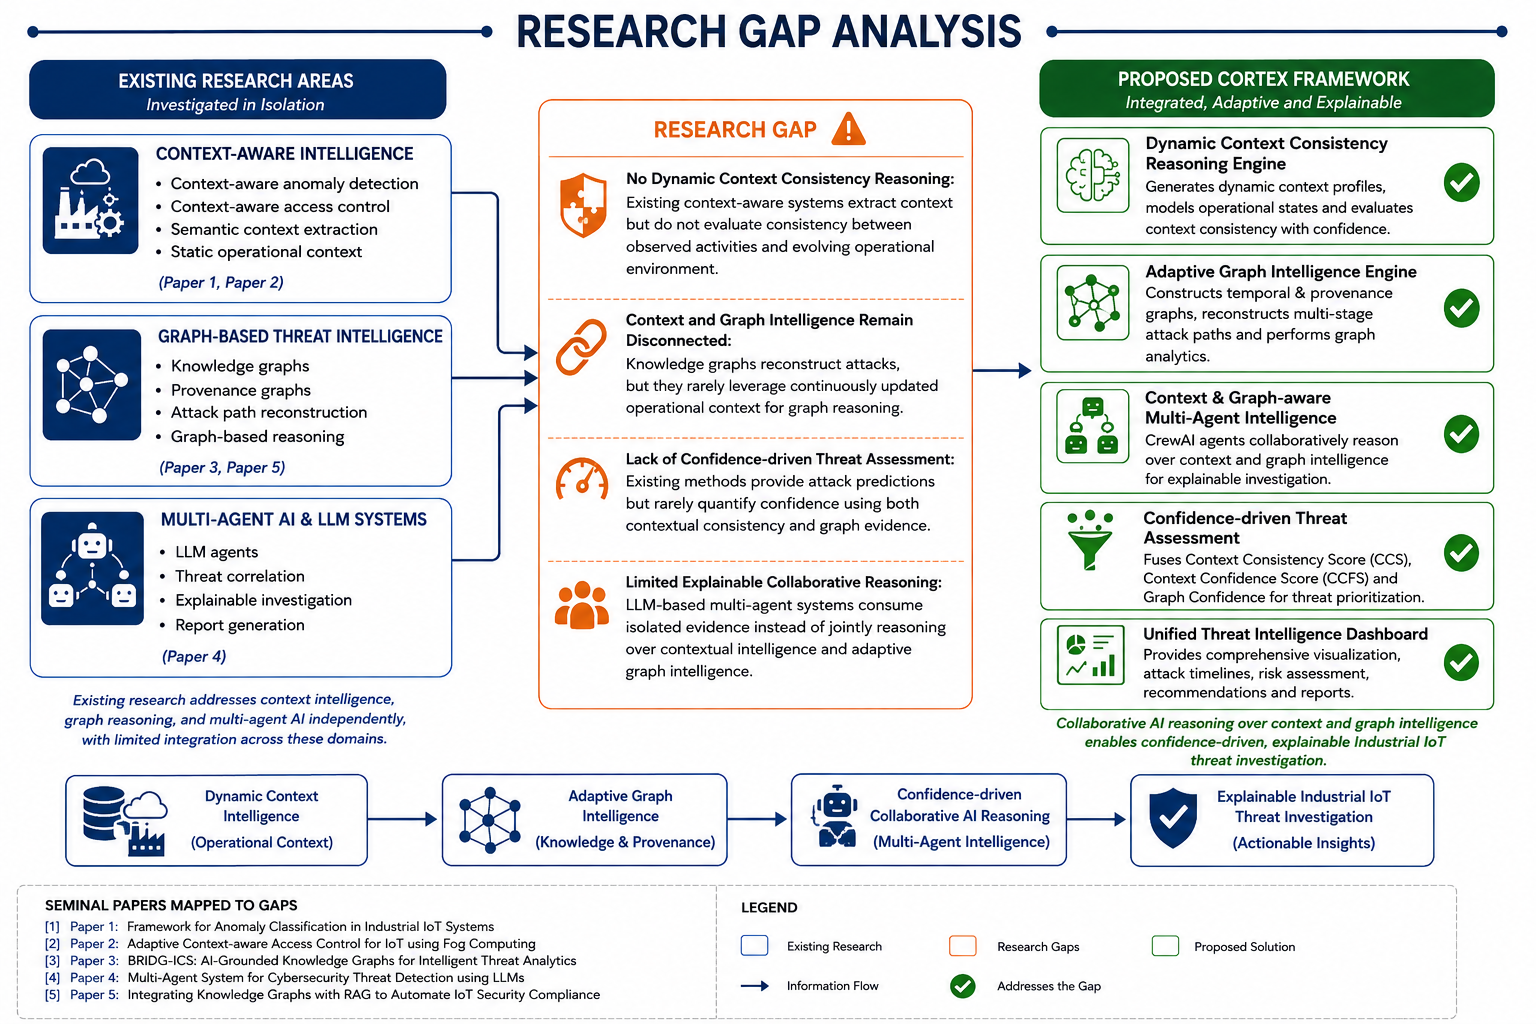 RESEARCH GAP ANALYSIS
EXISTING RESEARCH AREAS
Investigated in Isolation
CONTEXT-AWARE INTELLIGENCE
• Context-aware anomaly detection
• Context-aware access control
• Semantic context extraction
• Static operational context
(Paper 1, Paper 2)
GRAPH-BASED THREAT INTELLIGENCE
• Knowledge graphs
• Provenance graphs
• Attack path reconstruction
• Graph-based reasoning
(Paper 3, Paper 5)
MULTI-AGENT AI & LLM SYSTEMS
• LLM agents
• Threat correlation
• Explainable investigation
• Report generation
(Paper 4)
Existing research addresses context intelligence,
graph reasoning, and multi-agent AI independently,
with limited integration across these domains.
RESEARCH GAP
No Dynamic Context Consistency Reasoning:
Existing context-aware systems extract context
but do not evaluate consistency between
observed activities and evolving operational
environment.
Context and Graph Intelligence Remain
Disconnected:
Knowledge graphs reconstruct attacks,
but they rarely leverage continuously updated
operational context for graph reasoning.
Lack of Confidence-driven Threat Assessment:
Existing methods provide attack predictions
but rarely quantify confidence using both
contextual consistency and graph evidence.
Limited Explainable Collaborative Reasoning:
LLM-based multi-agent systems consume
isolated evidence instead of jointly reasoning
over contextual intelligence and adaptive
graph intelligence.
PROPOSED CORTEX FRAMEWORK
Integrated, Adaptive and Explainable
Dynamic Context Consistency
Reasoning Engine
Generates dynamic context profiles,
models operational states and evaluates
context consistency with confidence.
Adaptive Graph Intelligence Engine
Constructs temporal & provenance
graphs, reconstructs multi-stage
attack paths and performs graph
analytics.
Context & Graph-aware
Multi-Agent Intelligence
CrewAI agents collaboratively reason
over context and graph intelligence
for explainable investigation.
Confidence-driven Threat
Assessment
Fuses Context Consistency Score (CCS),
Context Confidence Score (CCFS) and
Graph Confidence for threat prioritization.
Unified Threat Intelligence Dashboard
Provides comprehensive visualization,
attack timelines, risk assessment,
recommendations and reports.
Collaborative AI reasoning over context and graph intelligence
enables confidence-driven, explainable Industrial IoT
threat investigation.
Dynamic Context
Intelligence
(Operational Context)
Adaptive Graph
Intelligence
(Knowledge & Provenance)
Confidence-driven
Collaborative AI Reasoning
(Multi-Agent Intelligence)
Explainable Industrial IoT
Threat Investigation
(Actionable Insights)
SEMINAL PAPERS MAPPED TO GAPS
[1] Paper 1: Framework for Anomaly Classification in Industrial IoT Systems
[2] Paper 2: Adaptive Context-aware Access Control for IoT using Fog Computing
[3] Paper 3: BRIDG-ICS: AI-Grounded Knowledge Graphs for Intelligent Threat Analytics
[4] Paper 4: Multi-Agent System for Cybersecurity Threat Detection using LLMs
[5] Paper 5: Integrating Knowledge Graphs with RAG to Automate IoT Security Compliance
LEGEND
Existing Research
Research Gaps
Proposed Solution
Information Flow
Addresses the Gap